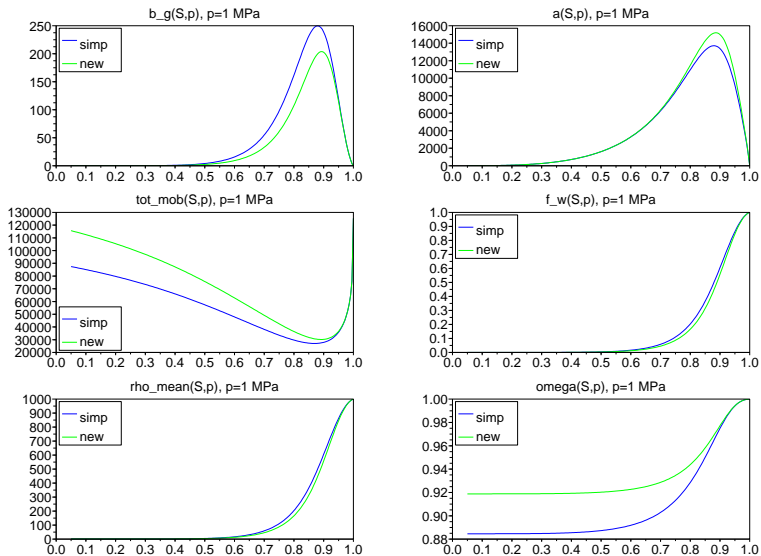 b_g(S,p), p=1 MPa
250
200
150
100
50
0
simp
new
0.0 0.1 0.2 0.3 0.4 0.5 0.6 0.7 0.8 0.9 1.0
a(S,p), p=1 MPa
16000
14000
12000
10000
8000
6000
4000
2000
0
simp
new
0.0 0.1 0.2 0.3 0.4 0.5 0.6 0.7 0.8 0.9 1.0
tot_mob(S,p), p=1 MPa
130000
120000
110000
100000
90000
80000
70000
60000
50000
40000
30000
20000
simp
new
0.0 0.1 0.2 0.3 0.4 0.5 0.6 0.7 0.8 0.9 1.0
f_w(S,p), p=1 MPa
1.0
0.9
0.8
0.7
0.6
0.5
0.4
0.3
0.2
0.1
0.0
simp
new
0.0 0.1 0.2 0.3 0.4 0.5 0.6 0.7 0.8 0.9 1.0
rho_mean(S,p), p=1 MPa
1000
900
800
700
600
500
400
300
200
100
0
simp
new
0.0 0.1 0.2 0.3 0.4 0.5 0.6 0.7 0.8 0.9 1.0
omega(S,p), p=1 MPa
1.00
0.96
0.92
0.88
simp
new
0.0 0.1 0.2 0.3 0.4 0.5 0.6 0.7 0.8 0.9 1.0